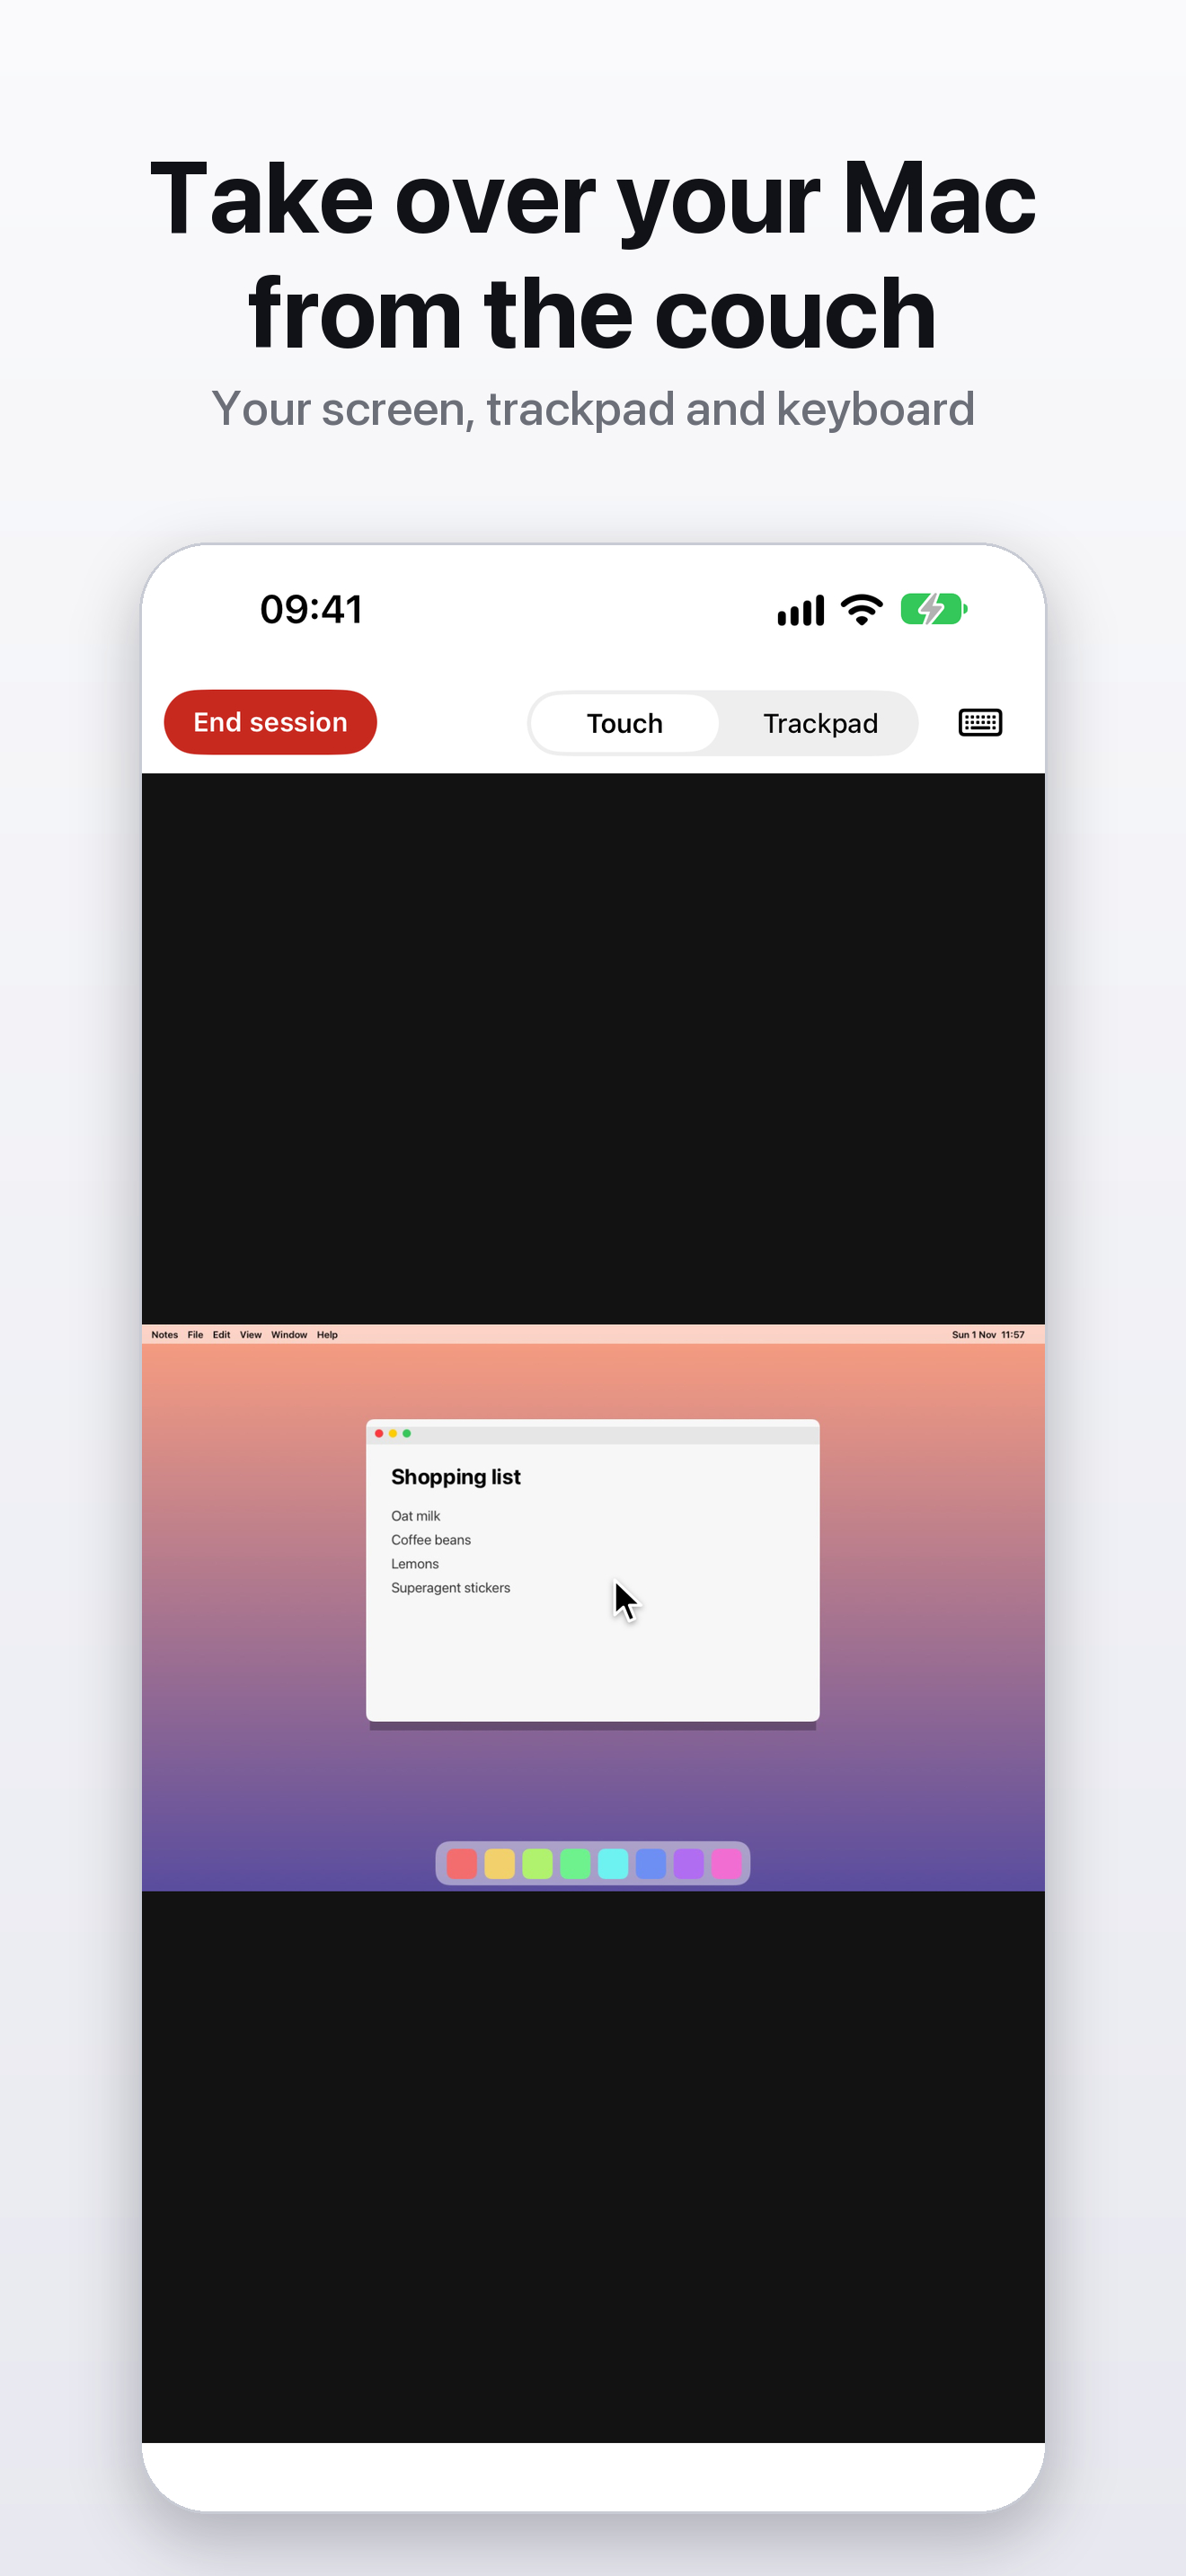 Take over your Mac
from the couch
Your screen, trackpad and keyboard
09:41
End session
Touch
Trackpad
Notes File Edit View Window Help
Sun 1 Nov 11:57
Shopping list
Oat milk
Coffee beans
Lemons
Superagent stickers